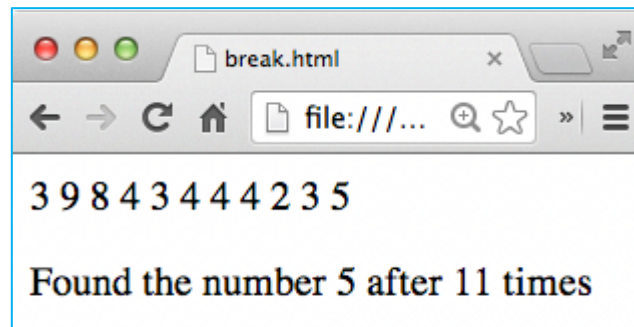 break.html
file:///...
»
3 9 8 4 3 4 4 4 2 3 5
Found the number 5 after 11 times